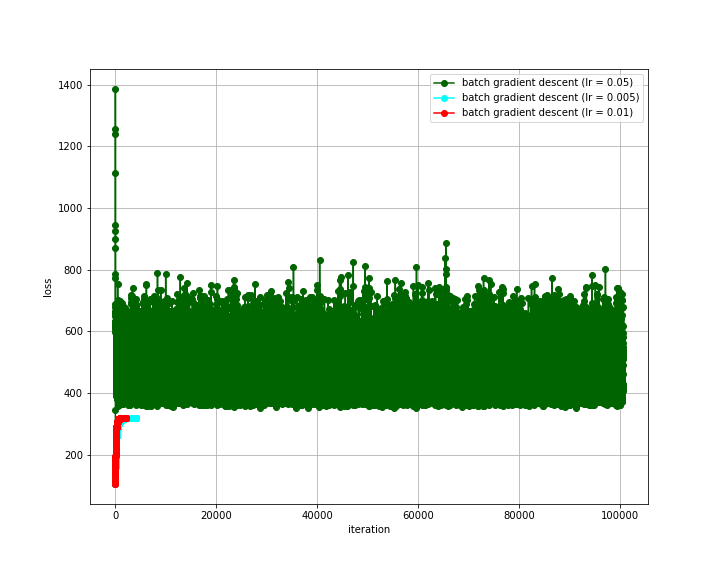 1400
1200
1000
800
600
400
200
loss
0
20000
40000
60000
80000
100000
iteration
batch gradient descent (lr = 0.05)
batch gradient descent (lr = 0.005)
batch gradient descent (lr = 0.01)